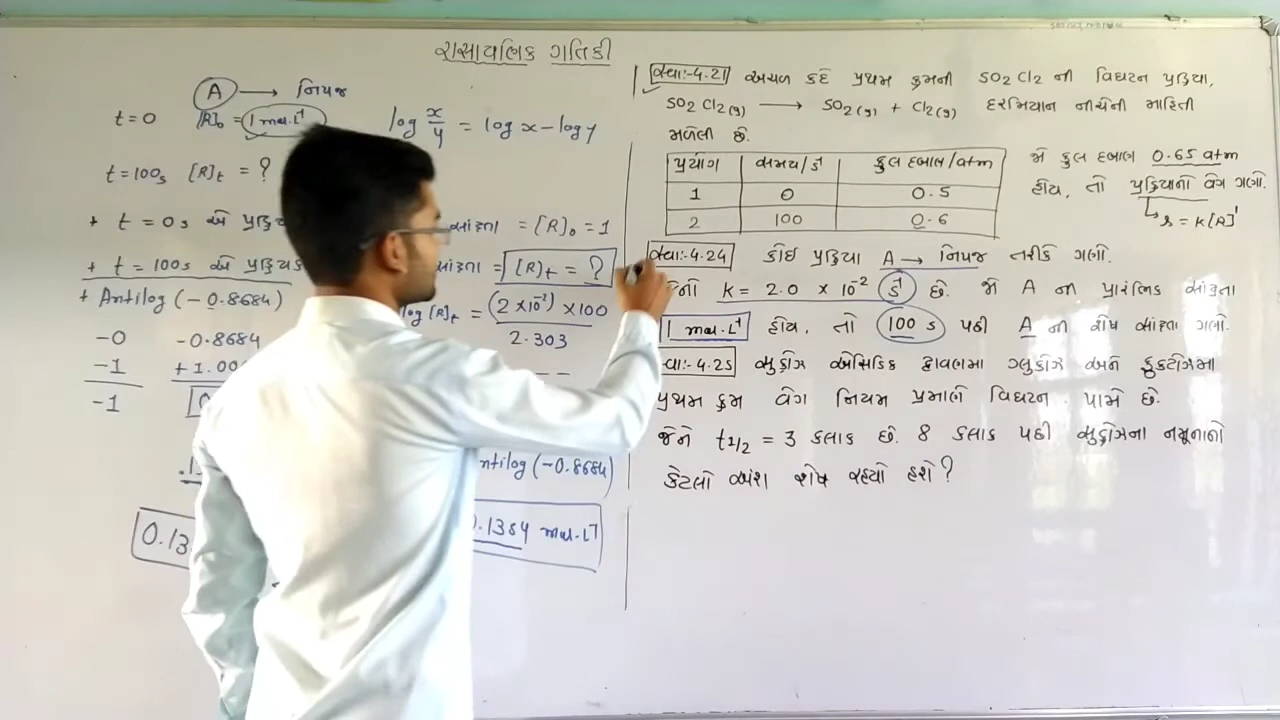 રાસાયણિક ગતિકી
A → નિપજ
t = 0 [R]₀ = 1 mol.L⁻¹
log x/y = log x - log y
t = 100s [R]t = ?
+ t = 0s એ પ્રક્રિ
સાંદ્રતા = [R]₀ = 1
+ t = 100s એ પ્રક્રિયક
સાંદ્રતા = [R]t = ?
+ Antilog (-0.8684)
log [R]t = (2 × 10⁻²) × 100
2.303
-0 -0.8684
-1 + 1.00
-1
ntilog (-0.8684)
0.13
.1384 mol.L⁻¹
સ્વા:-4.21 અચળ કદે પ્રથમ ક્રમની SO2Cl2 ની વિઘટન પ્રક્રિયા,
SO2Cl2(g) → SO2(g) + Cl2(g) દરમિયાન નીચેની માહિતી
મળેલી છે.
પ્રયોગ સમય/s⁻¹ કુલ દબાણ/atm
1 0 0.5
2 100 0.6
જો કુલ દબાણ 0.65 atm
હોય, તો પ્રક્રિયાનો વેગ ગણો.
r = K[R]¹
સ્વા:-4.24 કોઈ પ્રક્રિયા A → નિપજ તરીકે ગણો.
નો k = 2.0 × 10⁻² s⁻¹ છે. જો A ના પ્રારંભિક સાંદ્રતા
1 mol.L⁻¹ હોય, તો 100 s પછી A ની શેષ સાંદ્રતા ગણો.
સ્વા:-4.25 સુક્રોઝ એસિડિક દ્રાવણમા ગ્લુકોઝ અને ફ્રુક્ટોઝમા
પ્રથમ ક્રમ વેગ નિયમ પ્રમાણે વિઘટન પામે છે.
જેને t1/2 = 3 કલાક છે. 8 કલાક પછી સુક્રોઝના નમૂનાનો
કેટલો અંશ શેષ રહ્યો હશે?